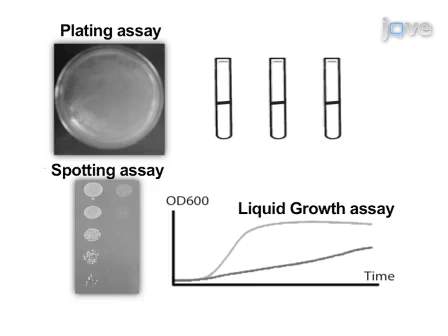 Plating assay
jove
Spotting assay
OD600
Liquid Growth assay
Time